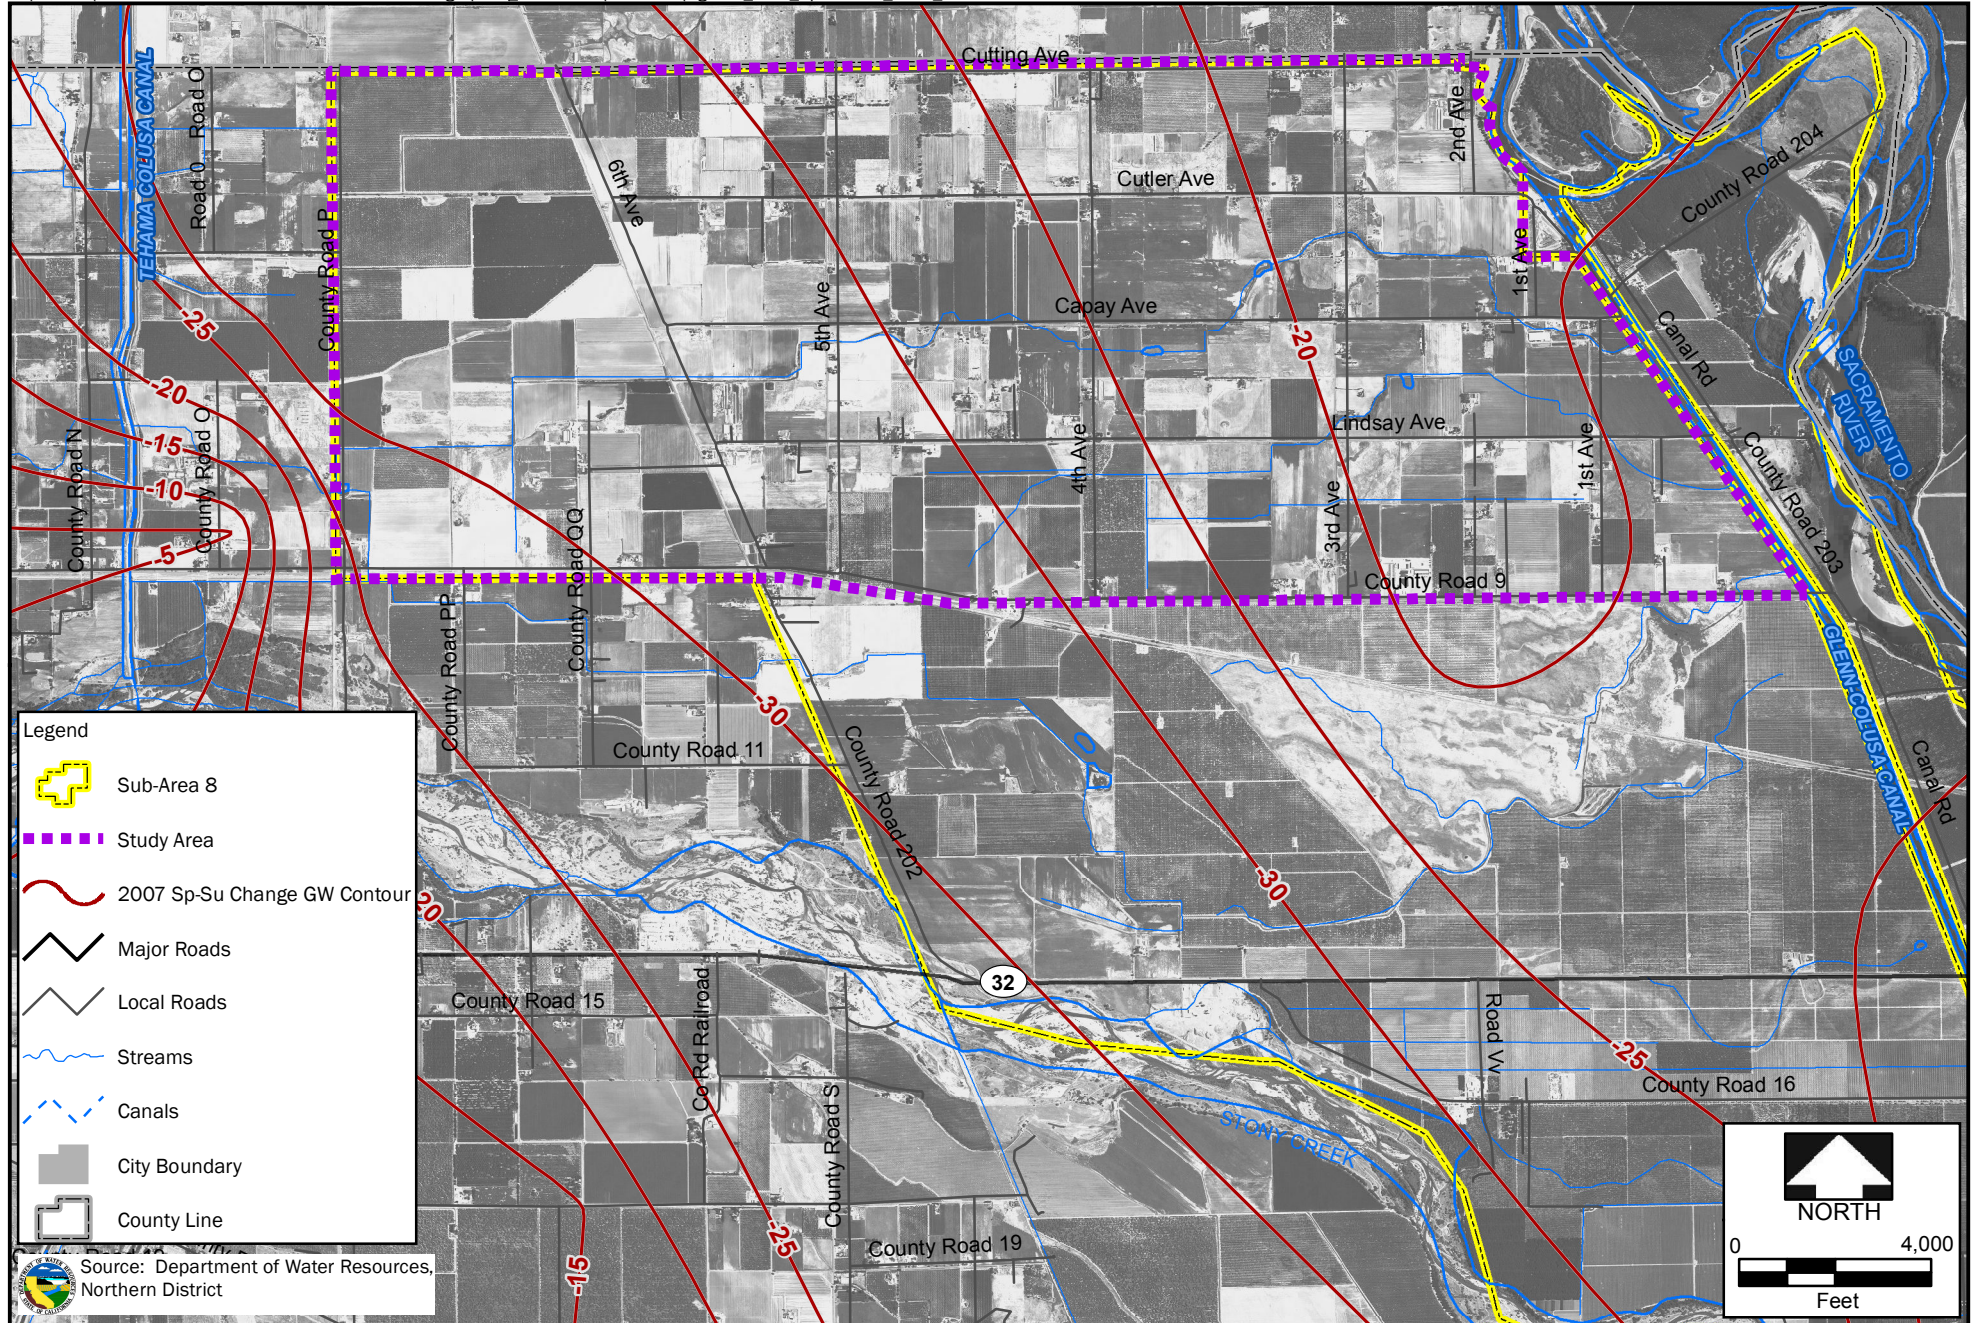 Cutting Ave
TEHAMA COLUSA CANAL
Road O
Road 0
2nd Ave
County Road 204
6th Ave
Cutler Ave
County Road P
1st Ave
-25
5th Ave
Capay Ave
-20
Canal Rd
SACRAMENTO
RIVER
-20
-15
-10
-5
County Road N
County Road O
Lindsay Ave
4th Ave
1st Ave
County Road 203
3rd Ave
County Road QQ
County Road 9
County Road PP
GLENN-COLUSA CANAL
-30
County Road 11
County Road 202
Canal Rd
-30
20
32
County Road 15
Co Rd Railroad
Road VV
-25
County Road 16
County Road S
STONY CREEK
-25
-15
County Road 19
Legend
Sub-Area 8
Study Area
2007 Sp-Su Change GW Contour
Major Roads
Local Roads
Streams
Canals
City Boundary
County Line
Source: Department of Water Resources,
Northern District
NORTH
0 4,000
Feet